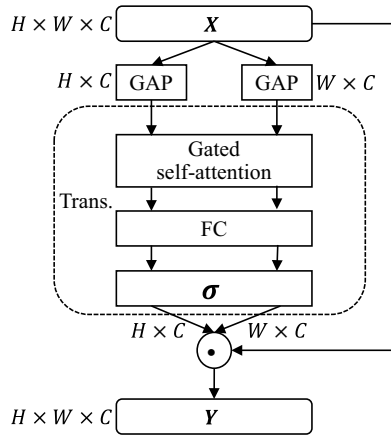 H × W × C
X
H × C
GAP
GAP
W × C
Gated
self-attention
Trans.
FC
σ
H × C
W × C
H × W × C
Y